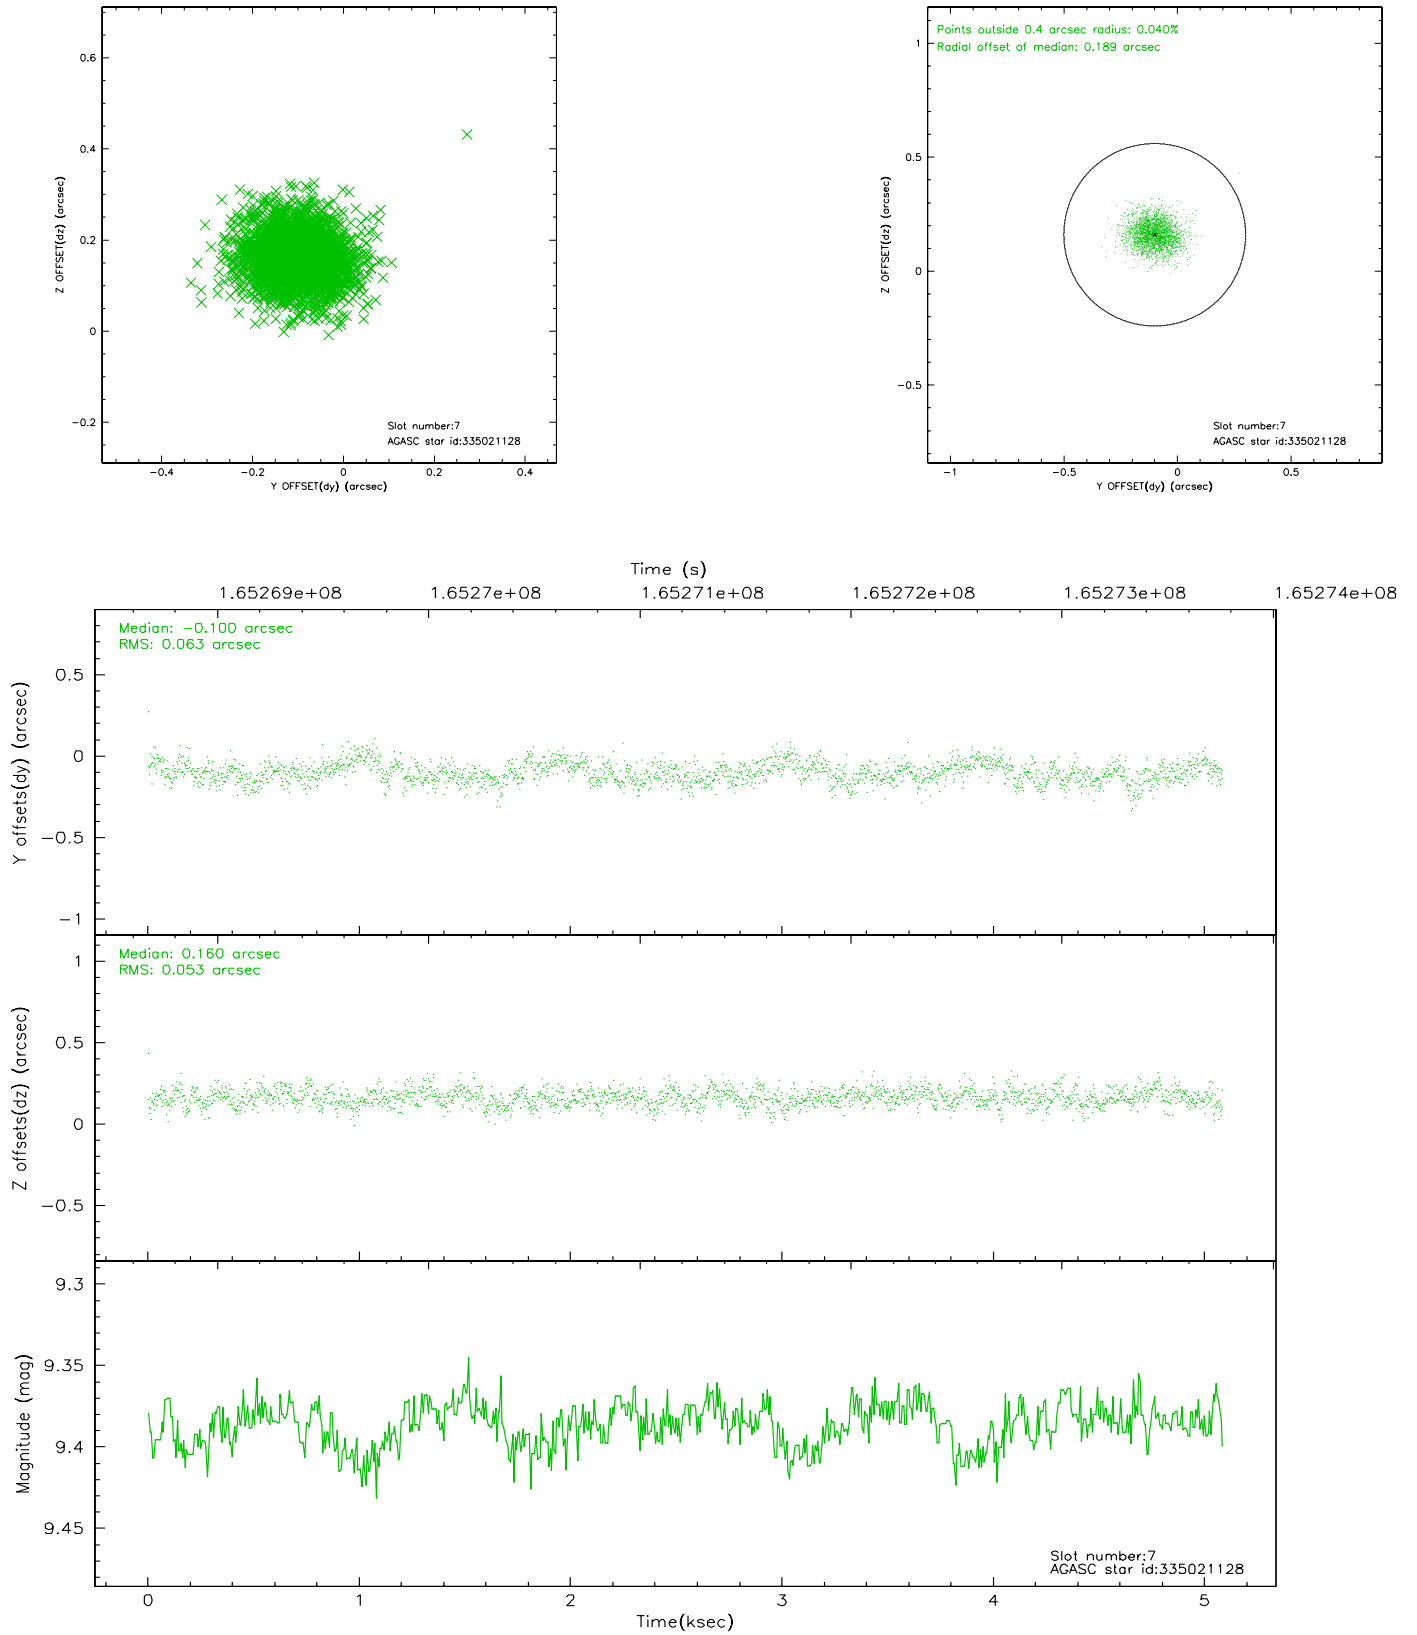 0.6
0.4
0.2
0
−0.2
Z OFFSET(dz) (arcsec)
Slot number:7
AGASC star id:335021128
−0.4 −0.2 0 0.2 0.4
Y OFFSET(dy) (arcsec)
Points outside 0.4 arcsec radius: 0.040%
Radial offset of median: 0.189 arcsec
1
0.5
0
−0.5
Z OFFSET(dz) (arcsec)
Slot number:7
AGASC star id:335021128
−1 −0.5 0 0.5
Y OFFSET(dy) (arcsec)
Time (s)
1.65269e+08 1.6527e+08 1.65271e+08 1.65272e+08 1.65273e+08 1.65274e+08
Median: −0.100 arcsec
RMS: 0.063 arcsec
0.5
0
−0.5
−1
Y offsets(dy) (arcsec)
Median: 0.160 arcsec
RMS: 0.053 arcsec
1
0.5
0
−0.5
Z offsets(dz) (arcsec)
9.3
9.35
9.4
9.45
Magnitude (mag)
Slot number:7
AGASC star id:335021128
0 1 2 3 4 5
Time(ksec)